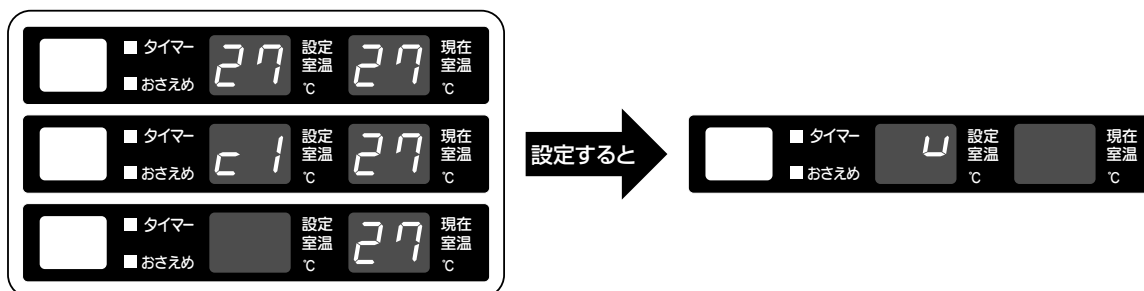 ■ タイマー 27 設定室温 ℃ 27 現在室温 ℃
■ おさえめ
■ タイマー c1 設定室温 ℃ 27 現在室温 ℃
■ おさえめ
■ タイマー 設定室温 ℃ 27 現在室温 ℃
■ おさえめ
設定すると
■ タイマー U 設定室温 ℃ 現在室温 ℃
■ おさえめ